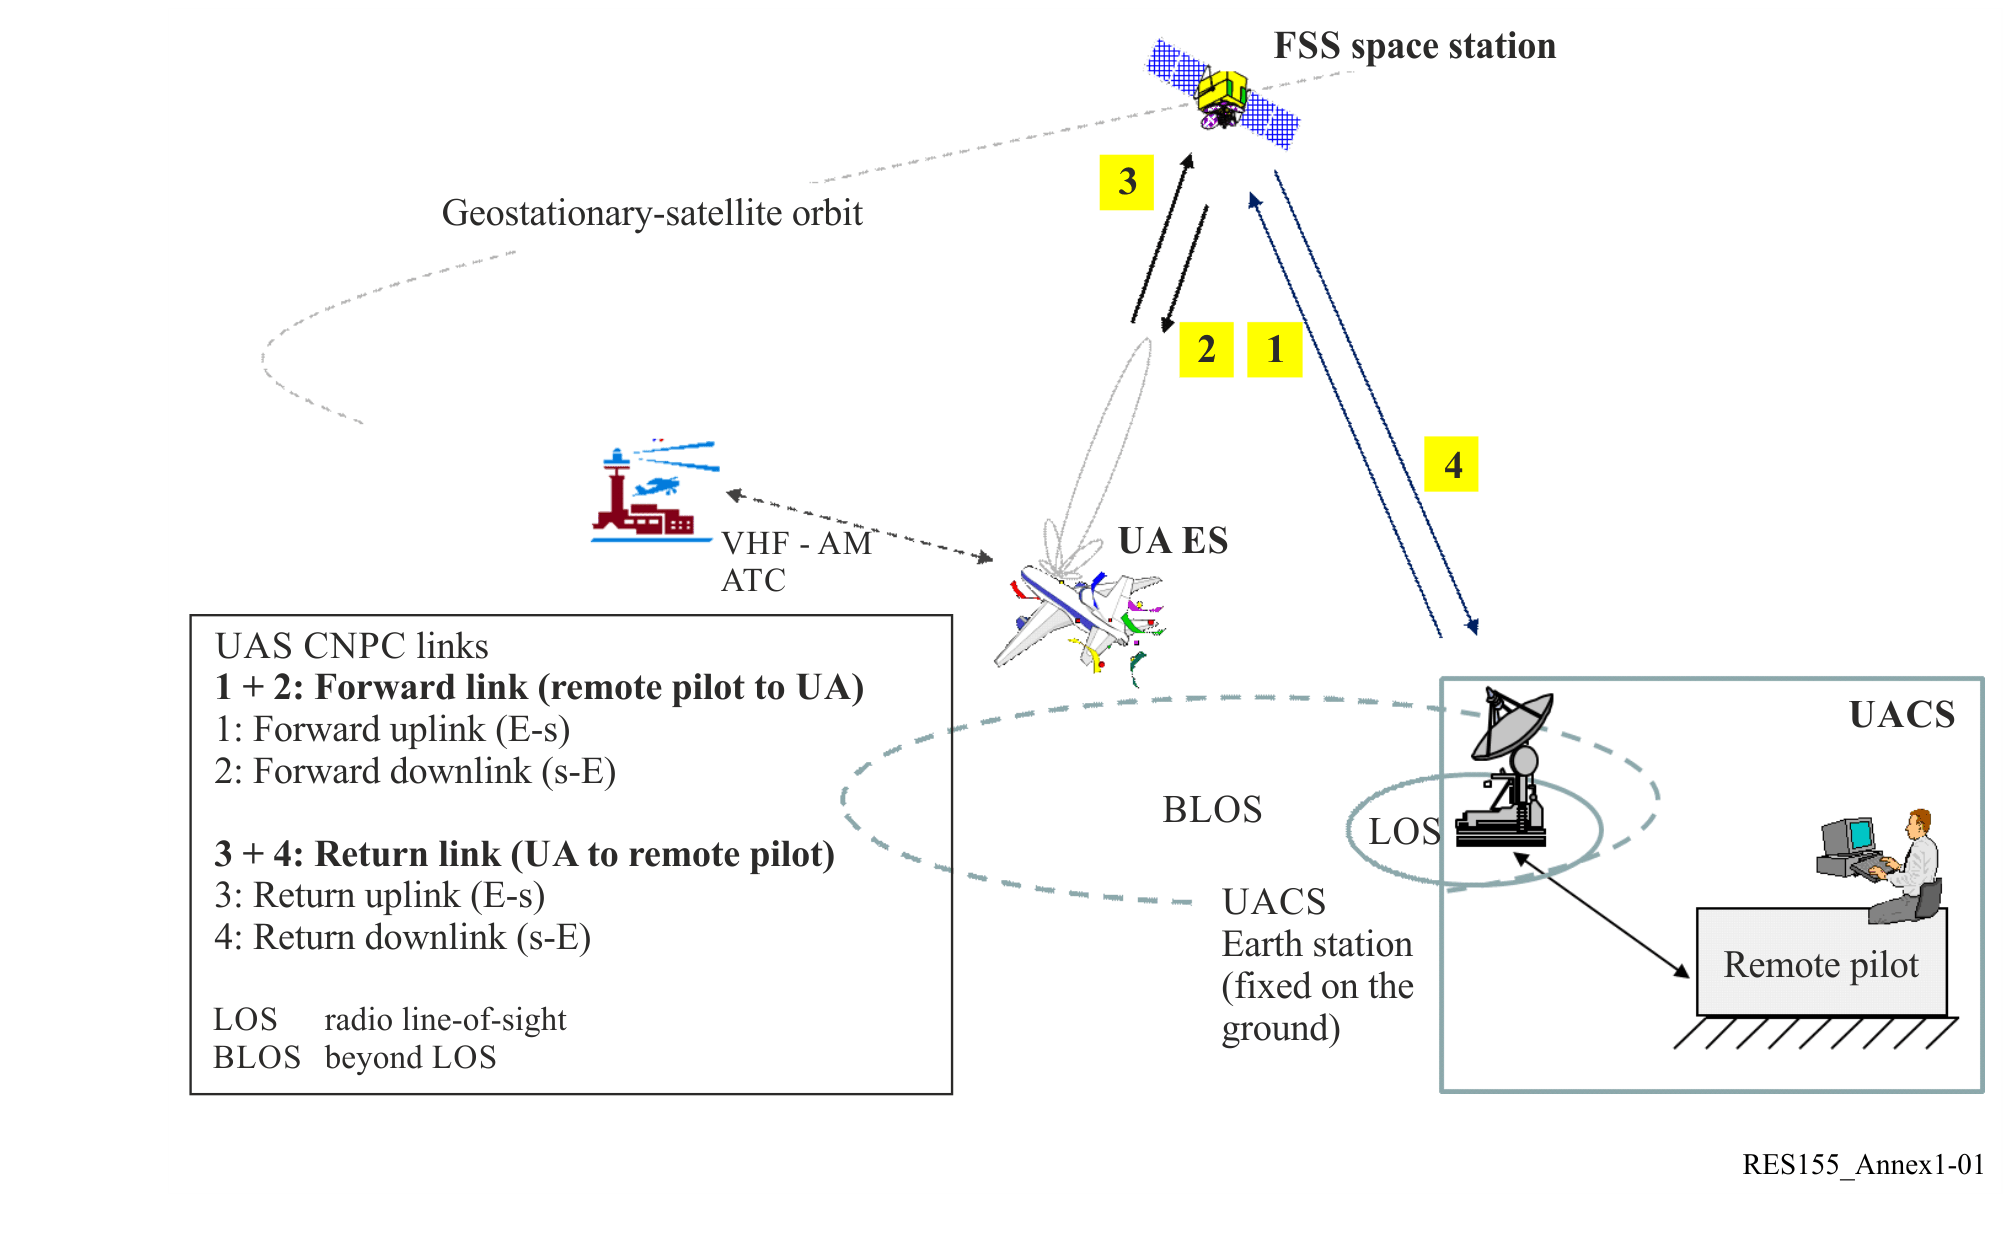 FSS space station
3
Geostationary-satellite orbit
2
1
4
UA ES
VHF - AM
ATC
UAS CNPC links
1 + 2: Forward link (remote pilot to UA)
1: Forward uplink (E-s)
2: Forward downlink (s-E)
3 + 4: Return link (UA to remote pilot)
3: Return uplink (E-s)
4: Return downlink (s-E)
LOS radio line-of-sight
BLOS beyond LOS
UACS
BLOS
LOS
UACS
Earth station
(fixed on the
ground)
Remote pilot
RES155_Annex1-01